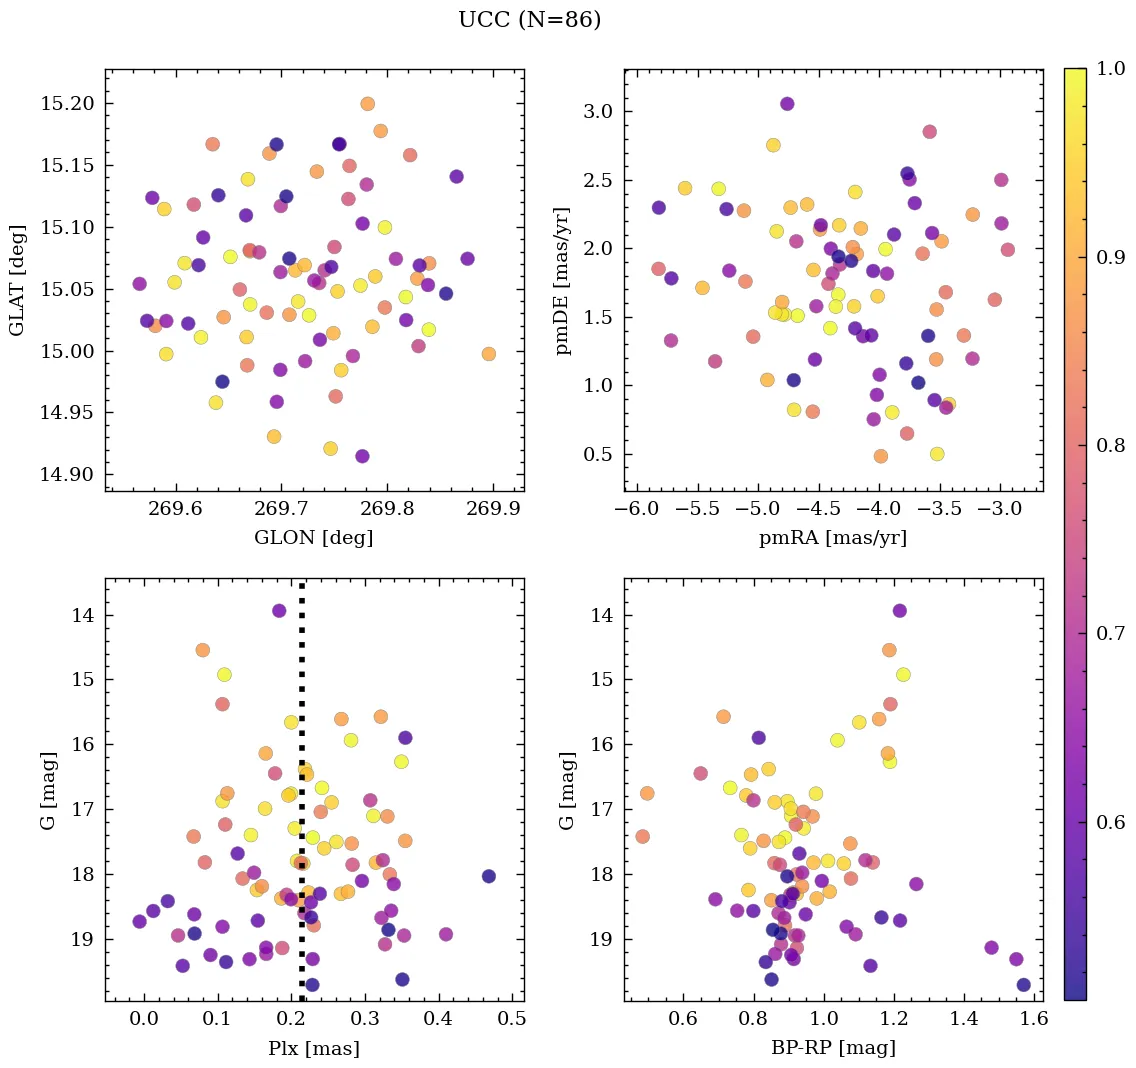 UCC (N=86)
15.20
15.15
15.10
15.05
15.00
14.95
14.90
GLAT [deg]
269.6 269.7 269.8 269.9
GLON [deg]
3.0
2.5
2.0
1.5
1.0
0.5
pmDE [mas/yr]
−6.0 −5.5 −5.0 −4.5 −4.0 −3.5 −3.0
pmRA [mas/yr]
1.0
0.9
0.8
0.7
0.6
14
15
16
17
18
19
G [mag]
0.0 0.1 0.2 0.3 0.4 0.5
Plx [mas]
14
15
16
17
18
19
G [mag]
0.6 0.8 1.0 1.2 1.4 1.6
BP-RP [mag]